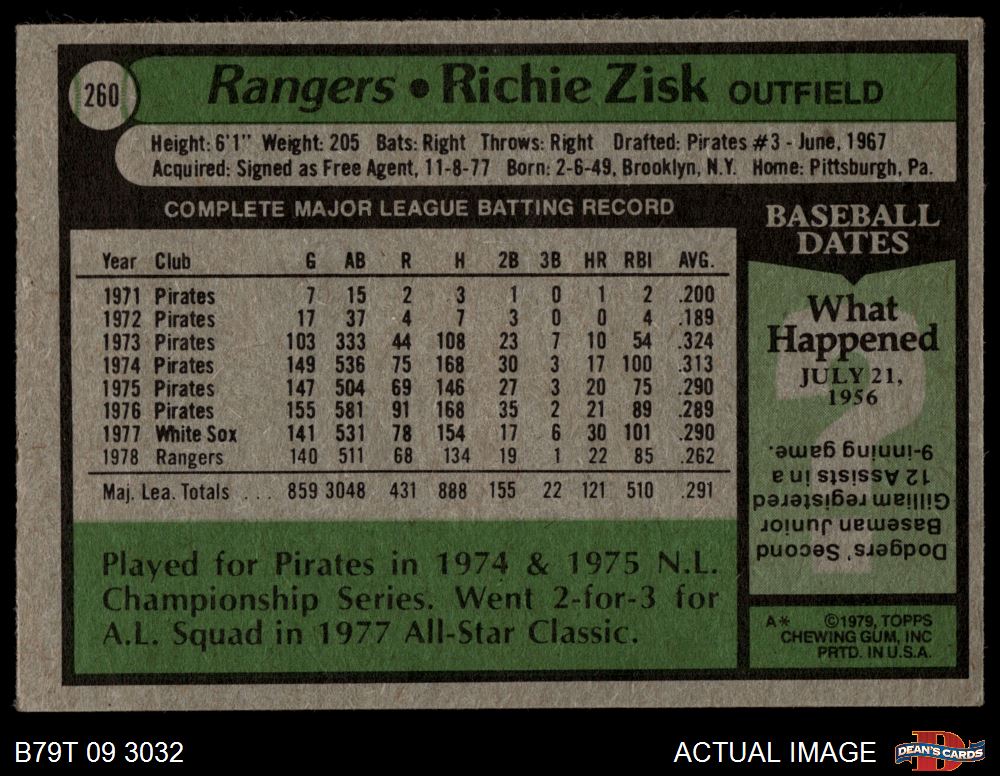 260
Rangers • Richie Zisk OUTFIELD
Height: 6'1" Weight: 205 Bats: Right Throws: Right Drafted: Pirates #3 - June, 1967
Acquired: Signed as Free Agent, 11-8-77 Born: 2-6-49, Brooklyn, N.Y. Home: Pittsburgh, Pa.
COMPLETE MAJOR LEAGUE BATTING RECORD
Year Club G AB R H 2B 3B HR RBI AVG.
1971 Pirates 7 15 2 3 1 0 1 2 .200
1972 Pirates 17 37 4 7 3 0 0 4 .189
1973 Pirates 103 333 44 108 23 7 10 54 .324
1974 Pirates 149 536 75 168 30 3 17 100 .313
1975 Pirates 147 504 69 146 27 3 20 75 .290
1976 Pirates 155 581 91 168 35 2 21 89 .289
1977 White Sox 141 531 78 154 17 6 30 101 .290
1978 Rangers 140 511 68 134 19 1 22 85 .262
Maj. Lea. Totals ... 859 3048 431 888 155 22 121 510 .291
Played for Pirates in 1974 & 1975 N.L.
Championship Series. Went 2-for-3 for
A.L. Squad in 1977 All-Star Classic.
BASEBALL
DATES
What
Happened
JULY 21,
1956
?
Dodgers' Second
Baseman Junior
Gilliam registered
12 Assists in a
9-inning game.
A* ©1979, TOPPS
CHEWING GUM, INC
PRTD. IN U.S.A.
B79T 09 3032
ACTUAL IMAGE
DEAN'S CARDS